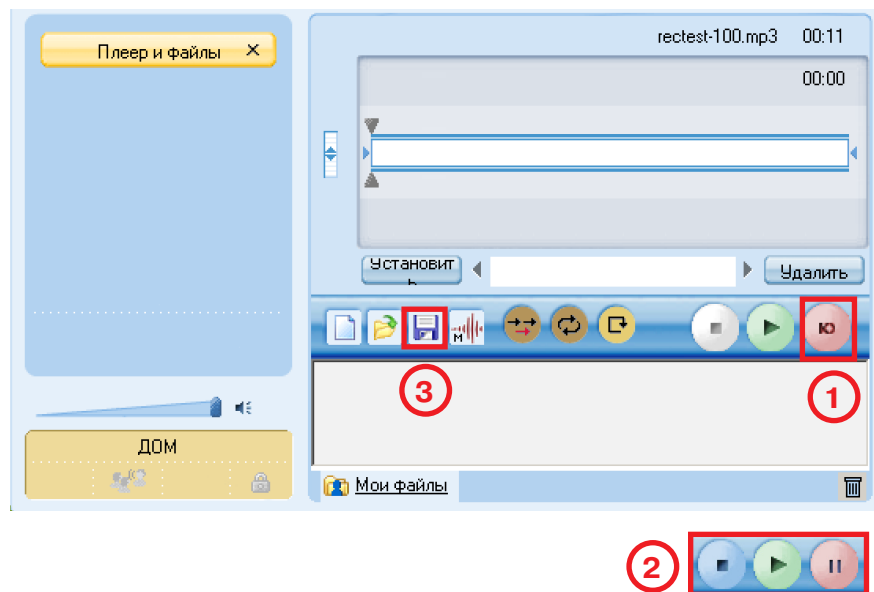 Плеер и файлы ×
rectest-100.mp3 00:11
00:00
Установит
ь
Удалить
М
Ю
3
1
ДОМ
Мои файлы
2